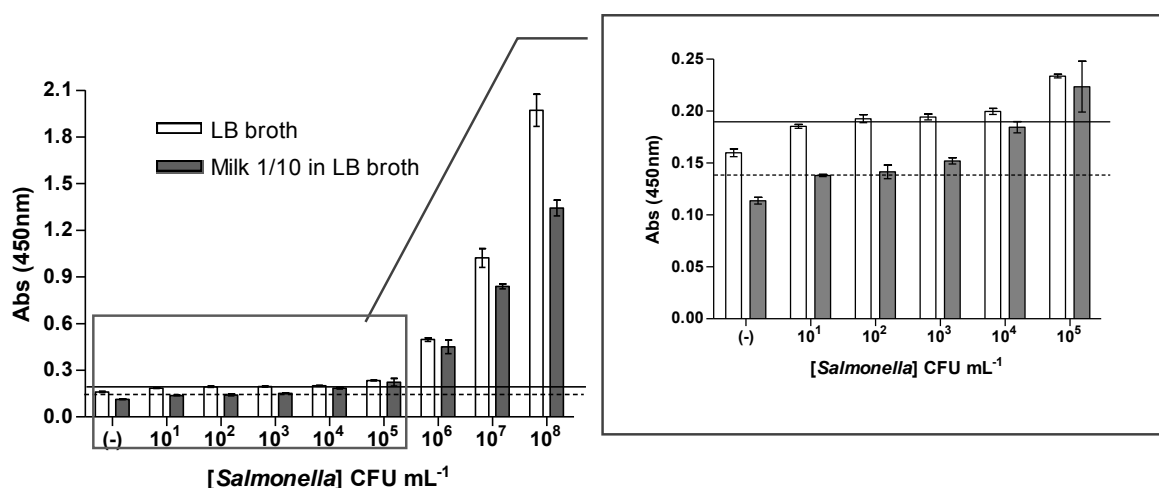 2.1
1.8
1.5
1.2
0.9
0.6
0.3
0.0
Abs (450nm)
LB broth
Milk 1/10 in LB broth
(-) 10¹ 10² 10³ 10⁴ 10⁵ 10⁶ 10⁷ 10⁸
[Salmonella] CFU mL⁻¹
0.25
0.20
0.15
0.10
0.05
0.00
Abs (450nm)
(-) 10¹ 10² 10³ 10⁴ 10⁵
[Salmonella] CFU mL⁻¹